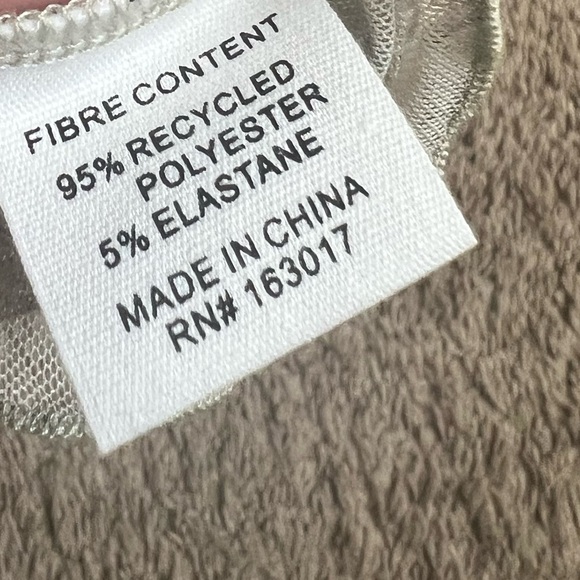 FIBRE CONTENT
95% RECYCLED
POLYESTER
5% ELASTANE
MADE IN CHINA
RN# 163017